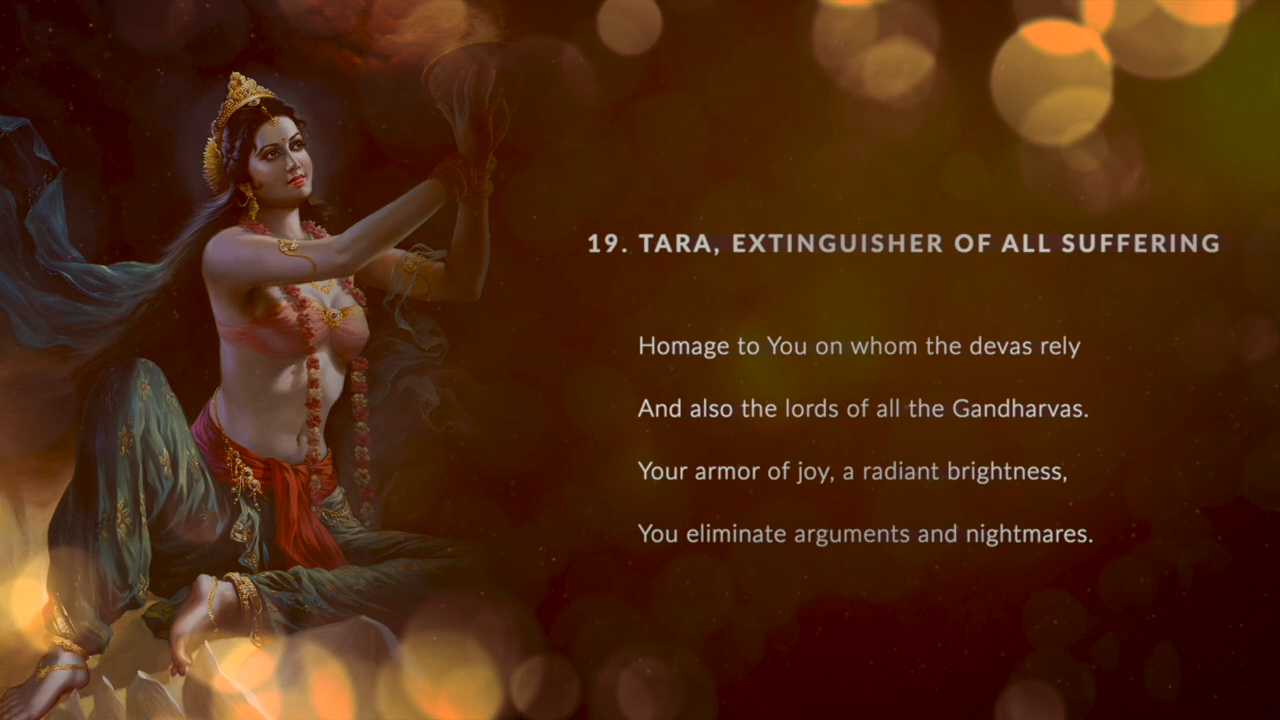 19. TARA, EXTINGUISHER OF ALL SUFFERING
Homage to You on whom the devas rely
And also the lords of all the Gandharvas.
Your armor of joy, a radiant brightness,
You eliminate arguments and nightmares.